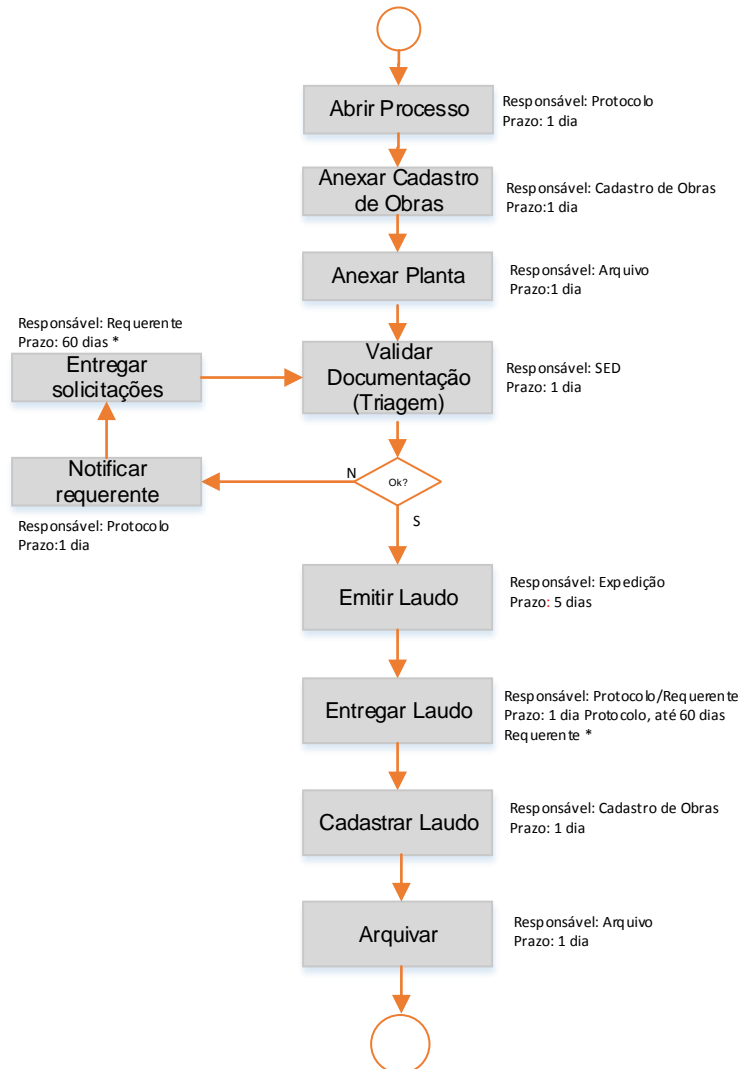 Abrir Processo
Responsável: Protocolo
Prazo: 1 dia
Anexar Cadastro
de Obras
Responsável: Cadastro de Obras
Prazo:1 dia
Anexar Planta
Responsável: Arquivo
Prazo:1 dia
Responsável: Requerente
Prazo: 60 dias *
Entregar
solicitações
Validar
Documentação
(Triagem)
Responsável: SED
Prazo: 1 dia
Ok?
N
S
Notificar
requerente
Responsável: Protocolo
Prazo:1 dia
Emitir Laudo
Responsável: Expedição
Prazo: 5 dias
Entregar Laudo
Responsável: Protocolo/Requerente
Prazo: 1 dia Protocolo, até 60 dias
Requerente *
Cadastrar Laudo
Responsável: Cadastro de Obras
Prazo: 1 dia
Arquivar
Responsável: Arquivo
Prazo: 1 dia